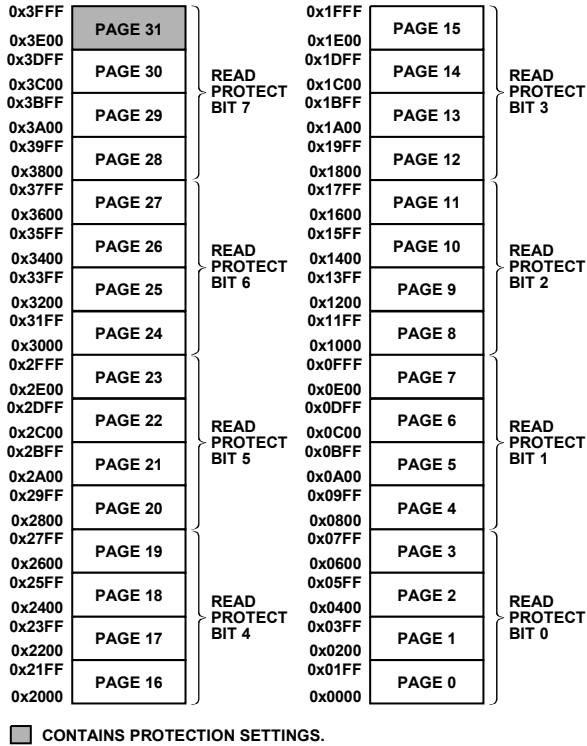 0x3FFF
PAGE 31
0x3E00
0x3DFF
PAGE 30
0x3C00
0x3BFF
PAGE 29
0x3A00
0x39FF
PAGE 28
0x3800
READ
PROTECT
BIT 7
0x37FF
PAGE 27
0x3600
0x35FF
PAGE 26
0x3400
0x33FF
PAGE 25
0x3200
0x31FF
PAGE 24
0x3000
READ
PROTECT
BIT 6
0x2FFF
PAGE 23
0x2E00
0x2DFF
PAGE 22
0x2C00
0x2BFF
PAGE 21
0x2A00
0x29FF
PAGE 20
0x2800
READ
PROTECT
BIT 5
0x27FF
PAGE 19
0x2600
0x25FF
PAGE 18
0x2400
0x23FF
PAGE 17
0x2200
0x21FF
PAGE 16
0x2000
READ
PROTECT
BIT 4
0x1FFF
PAGE 15
0x1E00
0x1DFF
PAGE 14
0x1C00
0x1BFF
PAGE 13
0x1A00
0x19FF
PAGE 12
0x1800
READ
PROTECT
BIT 3
0x17FF
PAGE 11
0x1600
0x15FF
PAGE 10
0x1400
0x13FF
PAGE 9
0x1200
0x11FF
PAGE 8
0x1000
READ
PROTECT
BIT 2
0x0FFF
PAGE 7
0x0E00
0x0DFF
PAGE 6
0x0C00
0x0BFF
PAGE 5
0x0A00
0x09FF
PAGE 4
0x0800
READ
PROTECT
BIT 1
0x07FF
PAGE 3
0x0600
0x05FF
PAGE 2
0x0400
0x03FF
PAGE 1
0x0200
0x01FF
PAGE 0
0x0000
READ
PROTECT
BIT 0
CONTAINS PROTECTION SETTINGS.